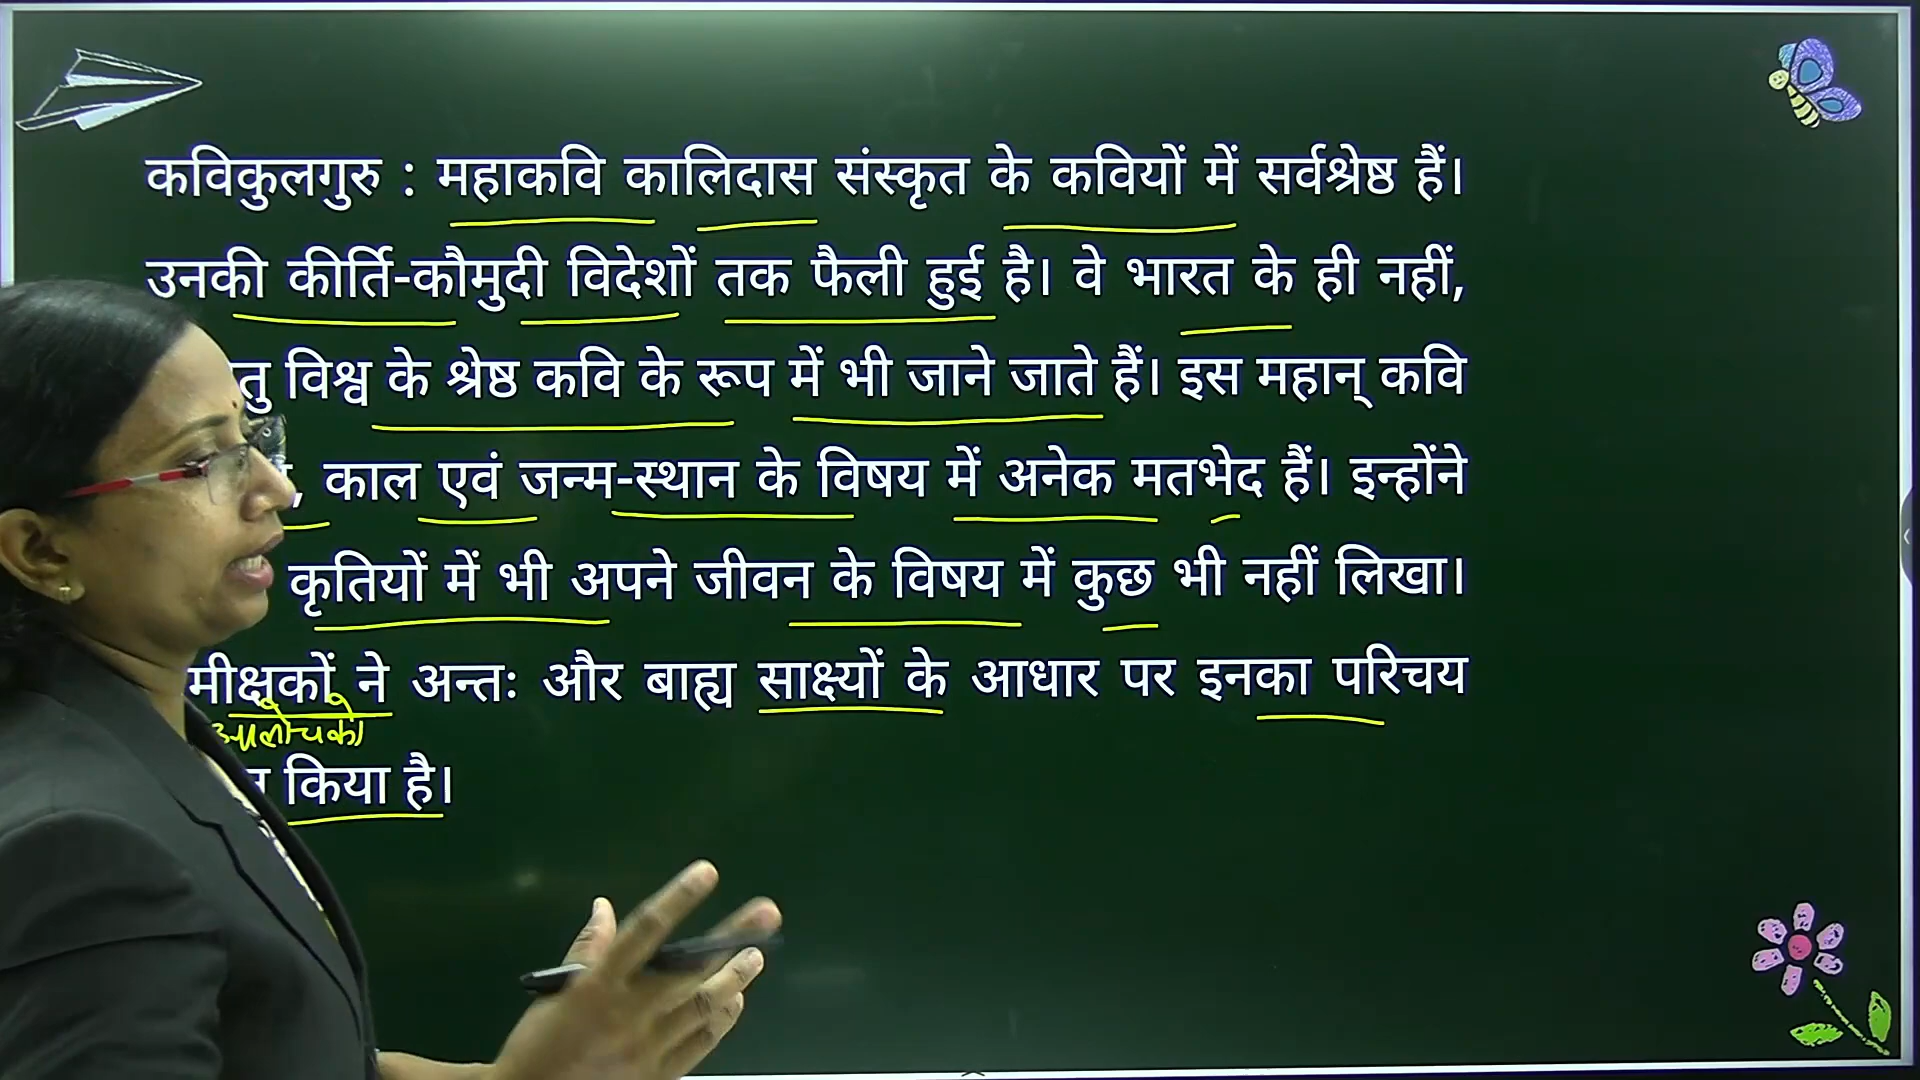 कविकुलगुरु : महाकवि कालिदास संस्कृत के कवियों में सर्वश्रेष्ठ हैं।
उनकी कीर्ति-कौमुदी विदेशों तक फैली हुई है। वे भारत के ही नहीं,
विश्व के श्रेष्ठ कवि के रूप में भी जाने जाते हैं। इस महान् कवि
काल एवं जन्म-स्थान के विषय में अनेक मतभेद हैं। इन्होंने
कृतियों में भी अपने जीवन के विषय में कुछ भी नहीं लिखा।
मीक्षकों ने अन्तः और बाह्य साक्ष्यों के आधार पर इनका परिचय
आलोचकों
किया है।